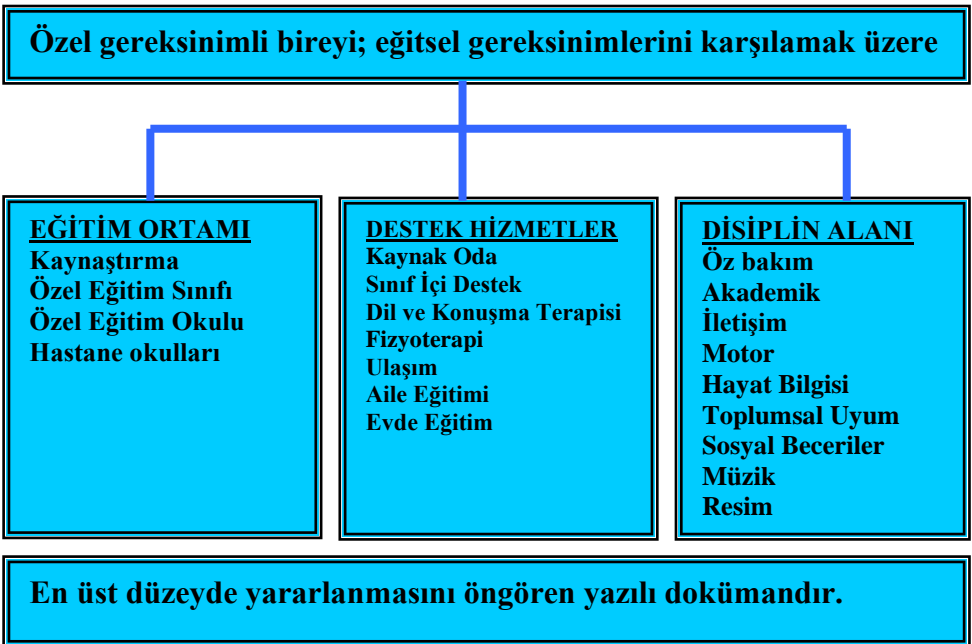 Özel gereksinimli bireyi; eğitsel gereksinimlerini karşılamak üzere
EĞİTİM ORTAMI
Kaynaştırma
Özel Eğitim Sınıfı
Özel Eğitim Okulu
Hastane okulları
DESTEK HİZMETLER
Kaynak Oda
Sınıf İçi Destek
Dil ve Konuşma Terapisi
Fizyoterapi
Ulaşım
Aile Eğitimi
Evde Eğitim
DİSİPLİN ALANI
Öz bakım
Akademik
İletişim
Motor
Hayat Bilgisi
Toplumsal Uyum
Sosyal Beceriler
Müzik
Resim
En üst düzeyde yararlanmasını öngören yazılı dokümandır.